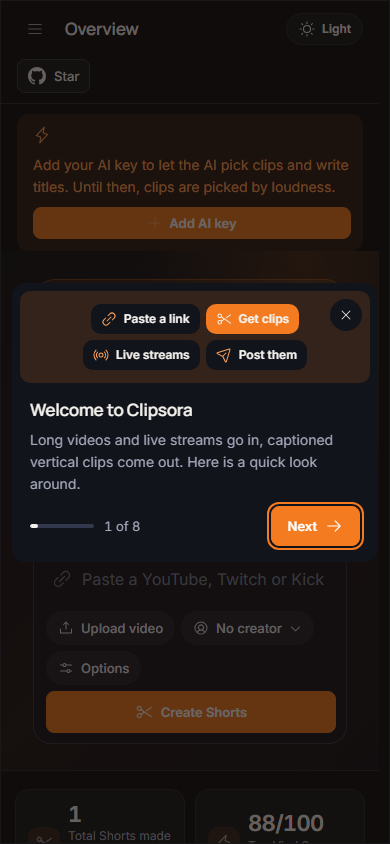 Overview
Light
Star
Add your AI key to let the AI pick clips and write
titles. Until then, clips are picked by loudness.
Add AI key
Paste a link
Get clips
Live streams
Post them
Welcome to Clipsora
Long videos and live streams go in, captioned
vertical clips come out. Here is a quick look
around.
1 of 8
Next
Paste a YouTube, Twitch or Kick
Upload video
No creator
Options
Create Shorts
1
Total Shorts made
88/100